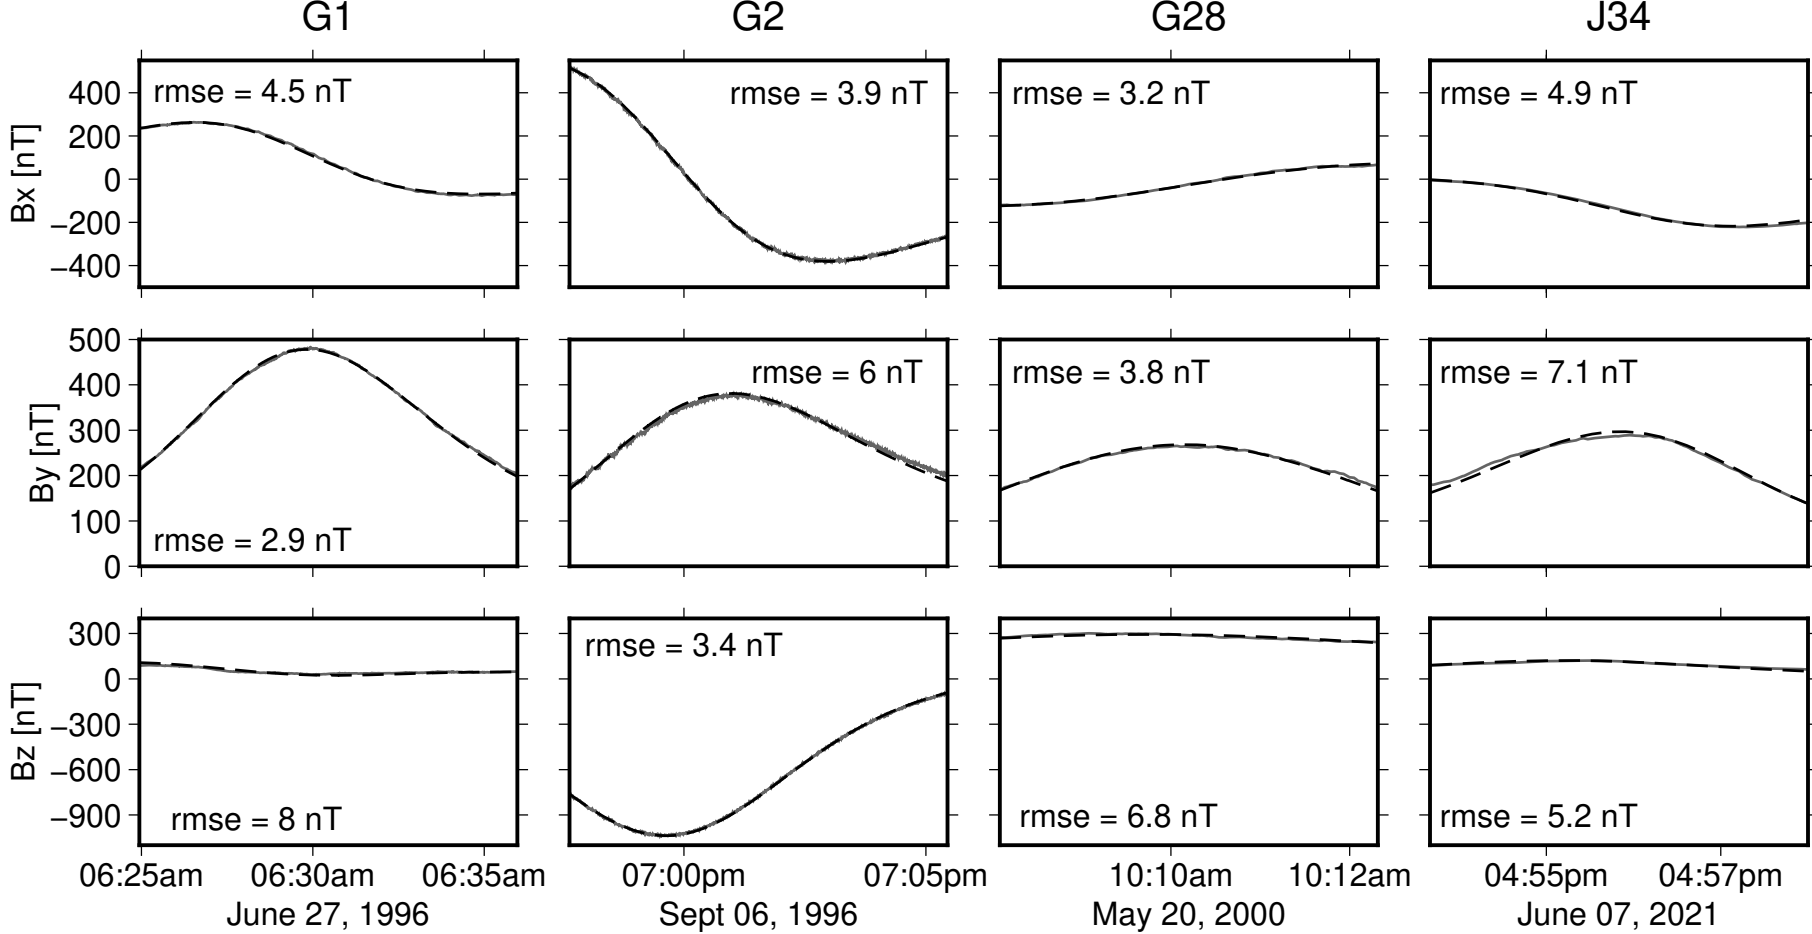 G1 G2 G28 J34
400
200
0
−200
−400
Bx [nT]
rmse = 4.5 nT
rmse = 3.9 nT
rmse = 3.2 nT
rmse = 4.9 nT
500
400
300
200
100
0
By [nT]
rmse = 2.9 nT
rmse = 6 nT
rmse = 3.8 nT
rmse = 7.1 nT
300
0
−300
−600
−900
Bz [nT]
rmse = 8 nT
rmse = 3.4 nT
rmse = 6.8 nT
rmse = 5.2 nT
06:25am 06:30am 06:35am 07:00pm 07:05pm 10:10am 10:12am 04:55pm 04:57pm
June 27, 1996 Sept 06, 1996 May 20, 2000 June 07, 2021